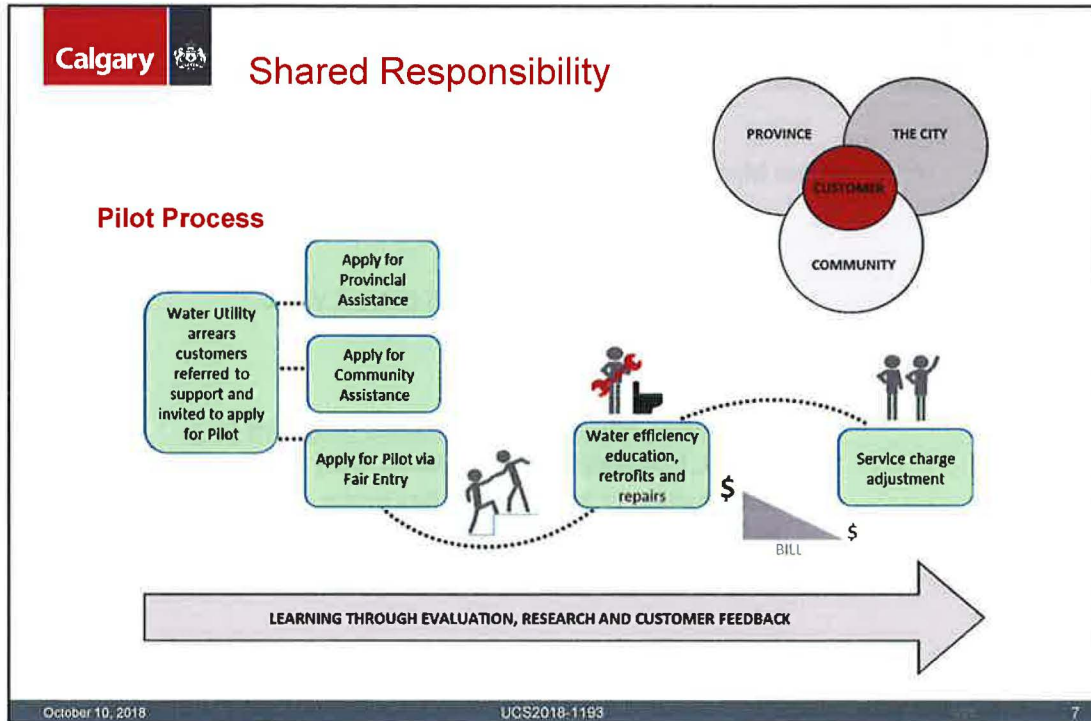 Calgary
Shared Responsibility
PROVINCE
THE CITY
CUSTOMER
COMMUNITY
Pilot Process
Water Utility
arrears
customers
referred to
support and
invited to apply
for Pilot
Apply for
Provincial
Assistance
Apply for
Community
Assistance
Apply for Pilot via
Fair Entry
Water efficiency
education,
retrofits and
repairs
$
BILL
$
Service charge
adjustment
LEARNING THROUGH EVALUATION, RESEARCH AND CUSTOMER FEEDBACK
October 10, 2018
UCS2018-1193
7